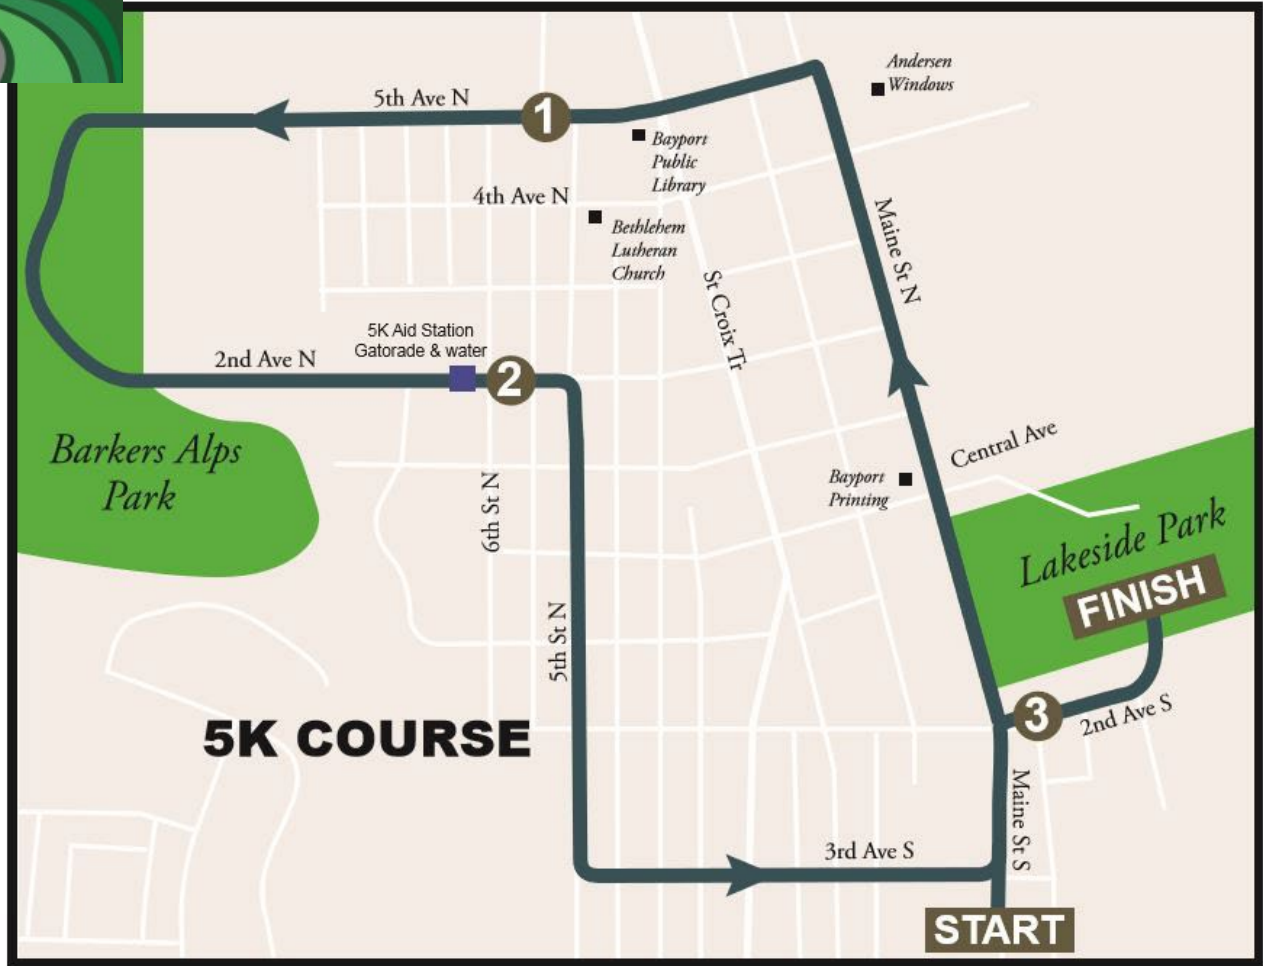 Andersen
Windows
5th Ave N
1
Bayport
Public
Library
4th Ave N
Bethlehem
Lutheran
Church
Maine St N
St Croix Tr
5K Aid Station
Gatorade & water
2nd Ave N
2
Barkers Alps
Park
Central Ave
Bayport
Printing
6th St N
Lakeside Park
FINISH
5th St N
3
2nd Ave S
5K COURSE
Maine St S
3rd Ave S
START